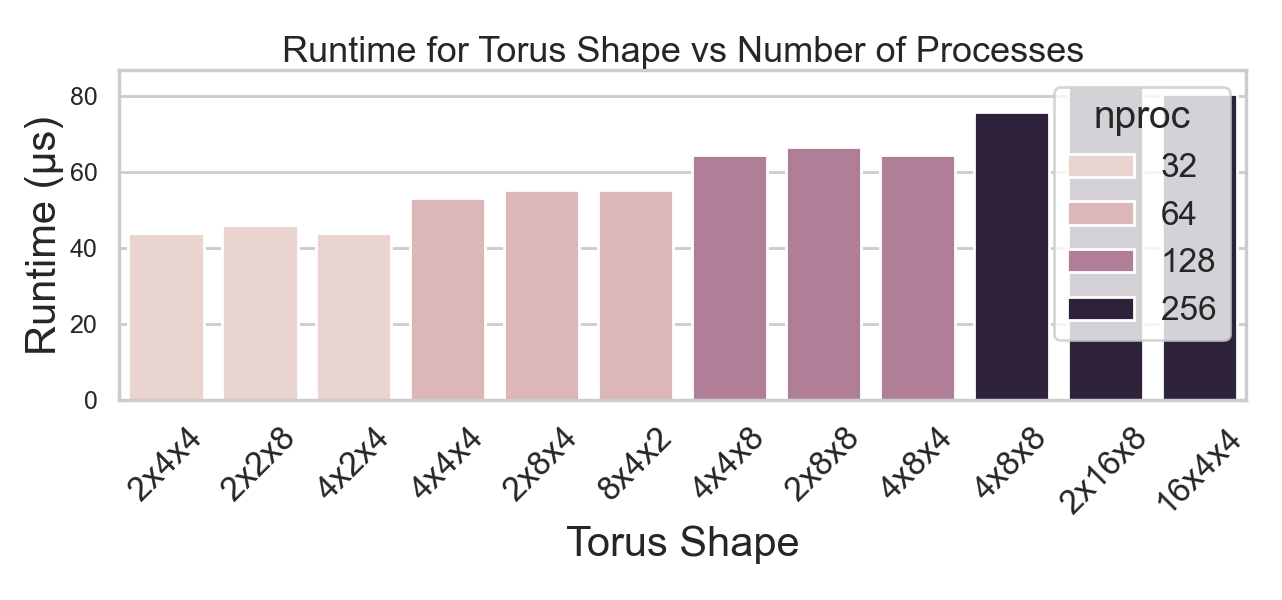 Runtime for Torus Shape vs Number of Processes
Runtime (µs)
80
60
40
20
0
nproc
32
64
128
256
2x4x4
2x2x8
4x2x4
4x4x4
2x8x4
8x4x2
4x4x8
2x8x8
4x8x4
4x8x8
2x16x8
16x4x4
Torus Shape